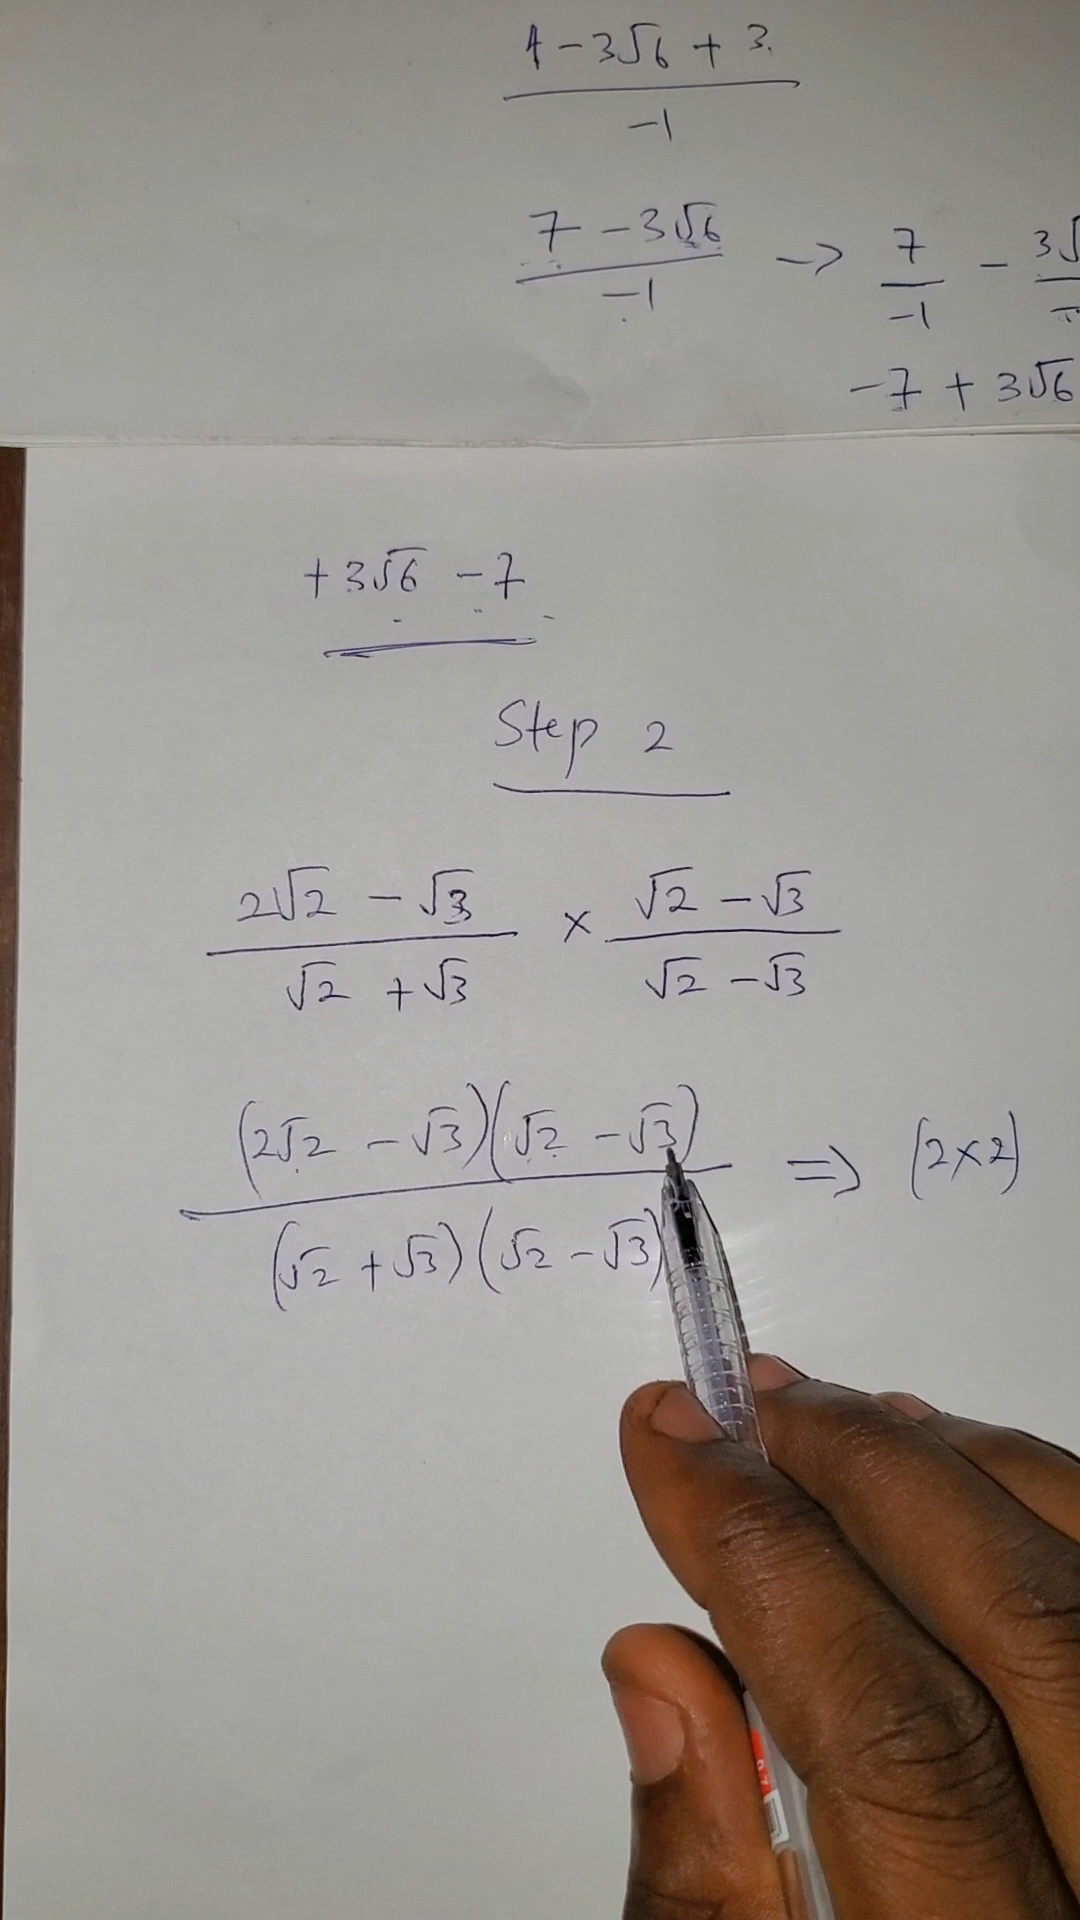 4 - 3√6 + 3
-1
7 - 3√6 / -1 → 7 / -1 - 3√
-7 + 3√6
+3√6 - 7
Step 2
2√2 - √3 / √2 + √3 × √2 - √3 / √2 - √3
(2√2 - √3)(√2 - √3) / (√2 + √3)(√2 - √3) ⇒ (2×2)